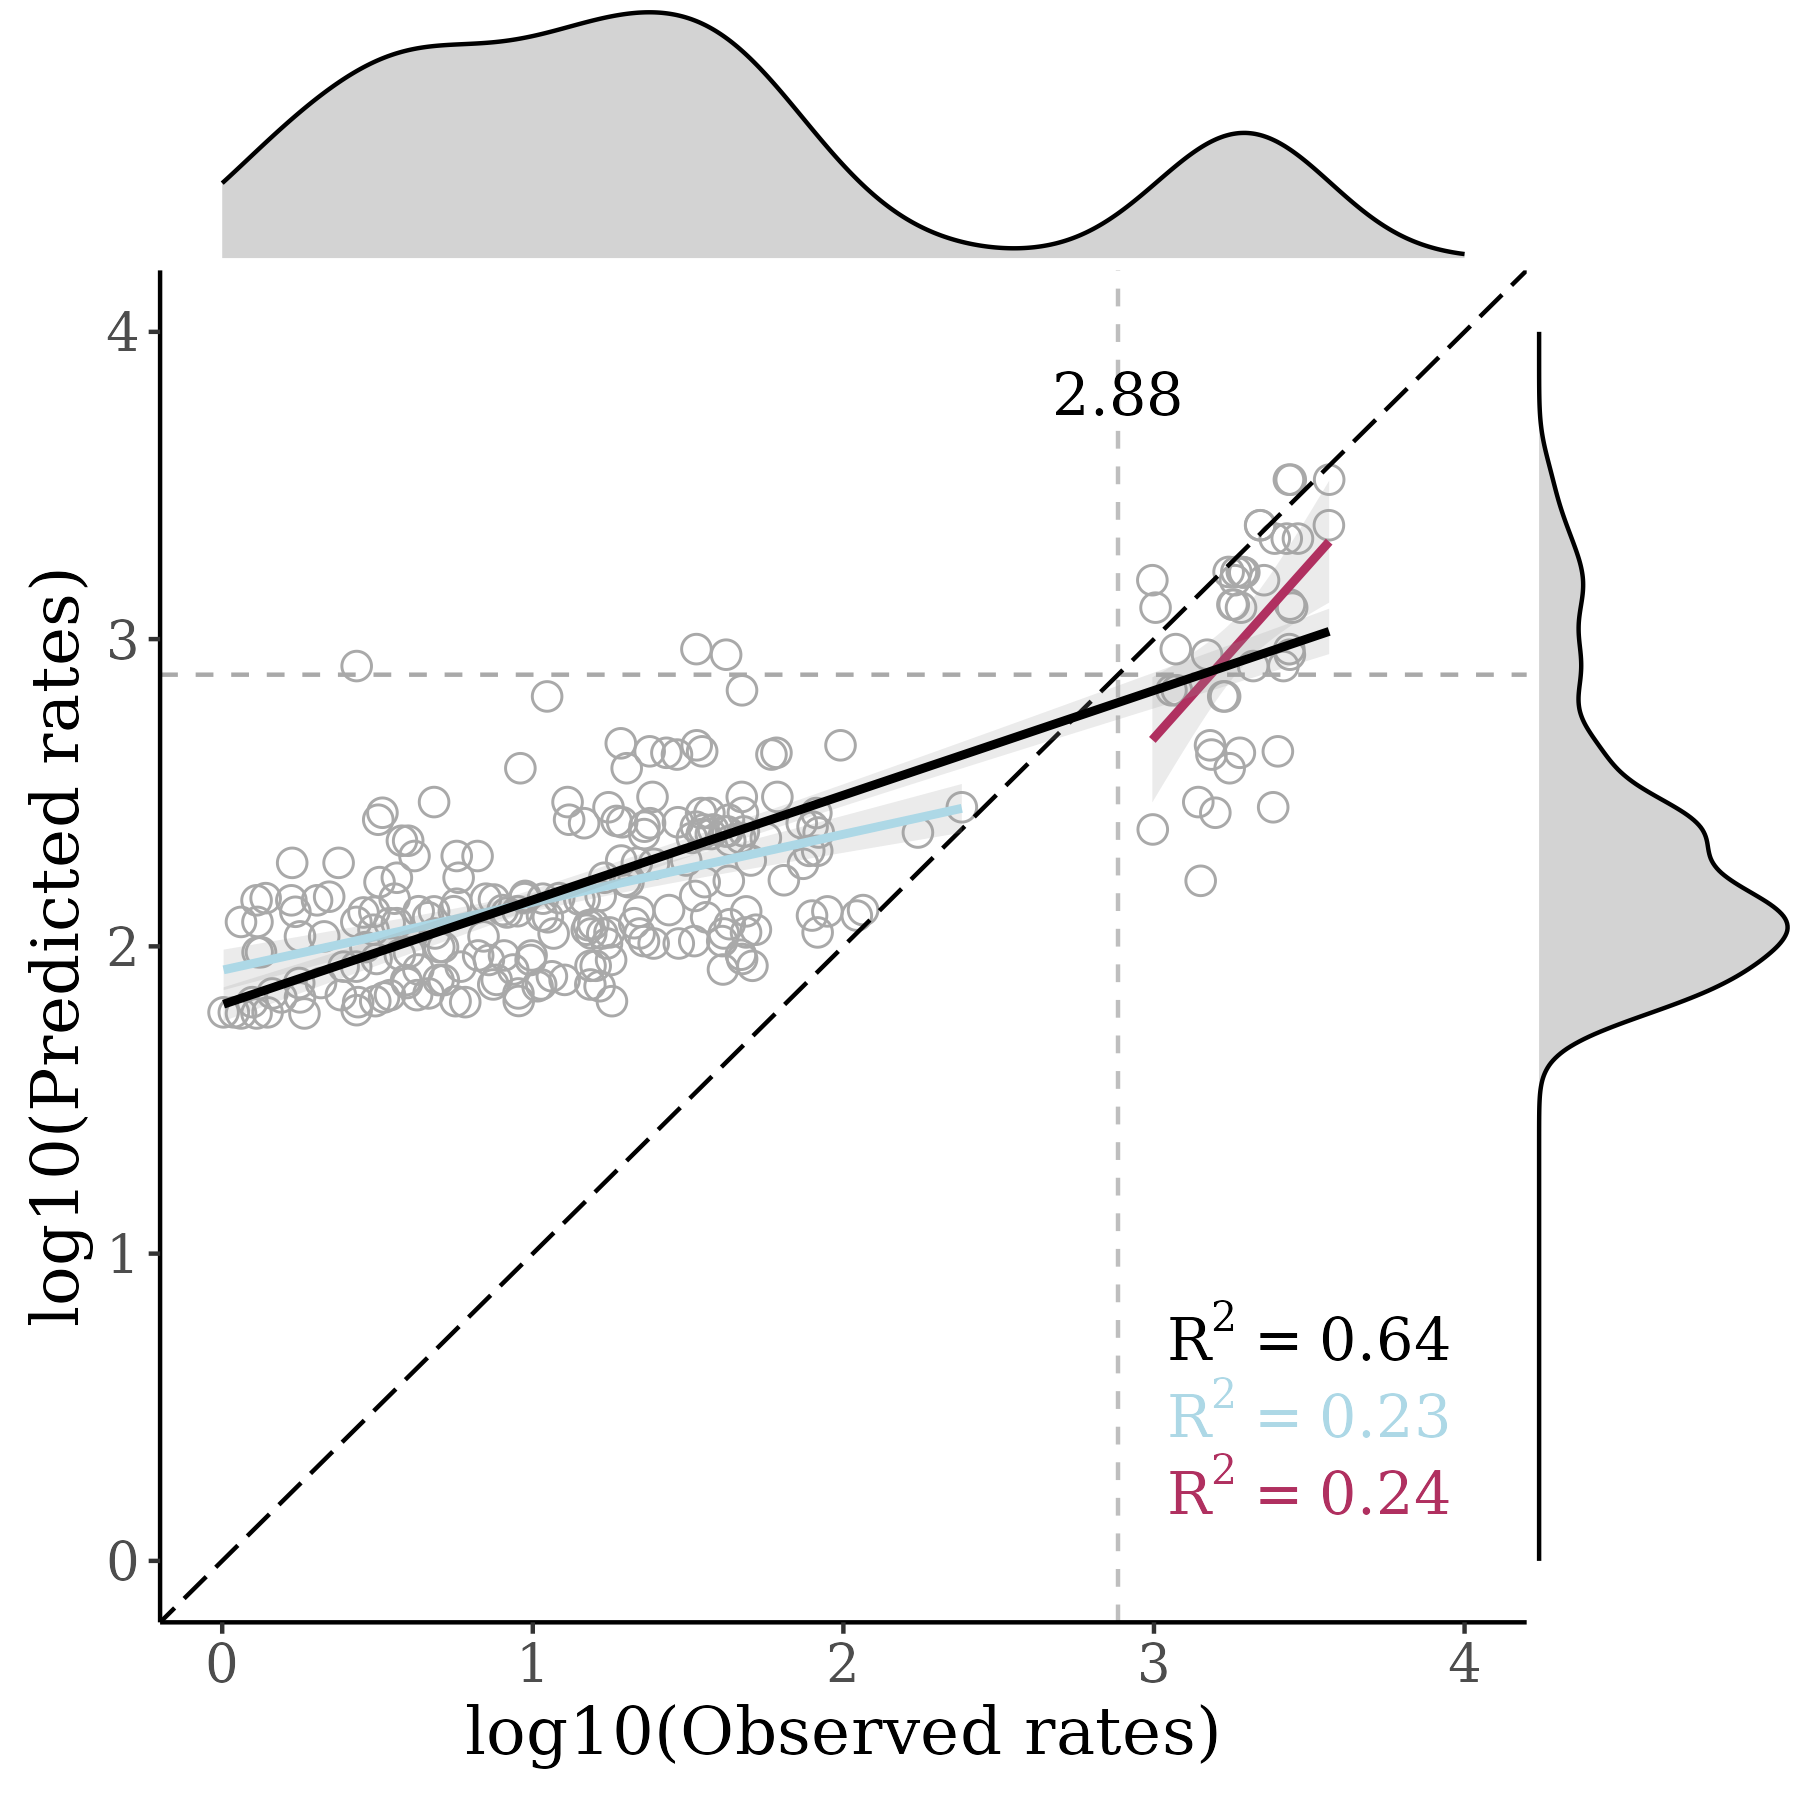 4
2.88
3
log10(Predicted rates)
2
1
R² = 0.64
R² = 0.23
R² = 0.24
0
0 1 2 3 4
log10(Observed rates)